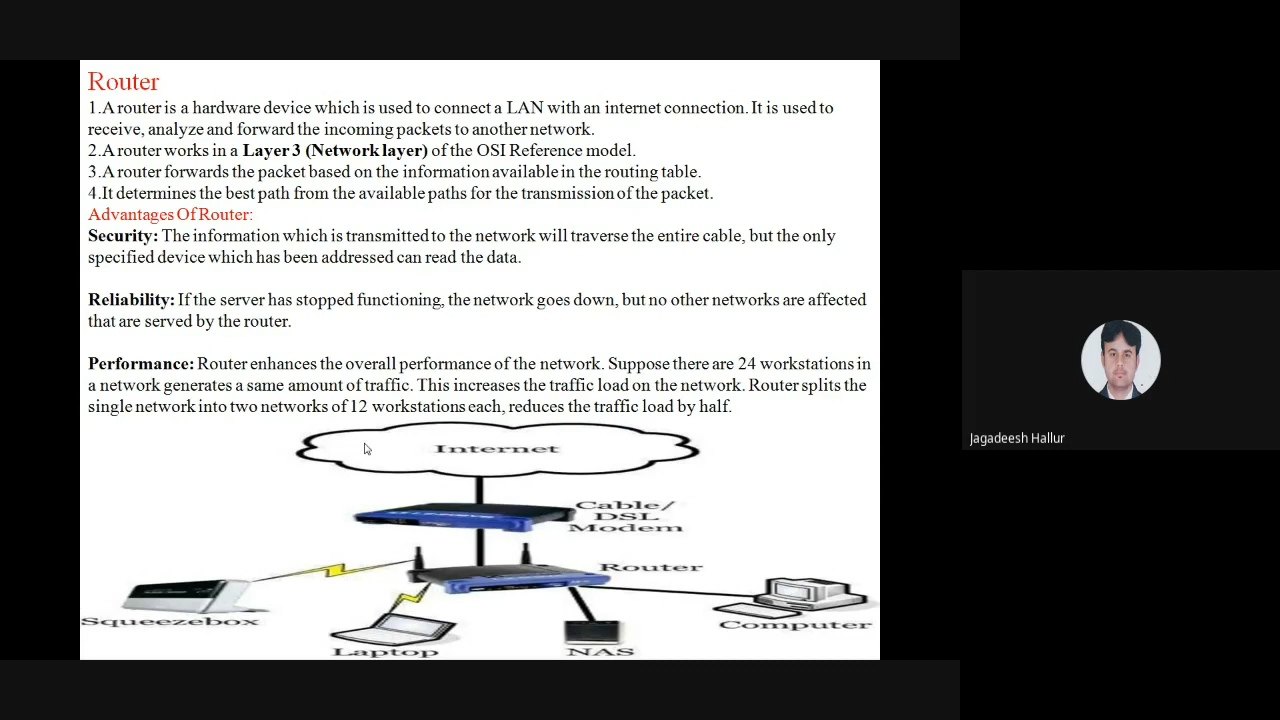 Router
1.A router is a hardware device which is used to connect a LAN with an internet connection. It is used to
receive, analyze and forward the incoming packets to another network.
2.A router works in a Layer 3 (Network layer) of the OSI Reference model.
3.A router forwards the packet based on the information available in the routing table.
4.It determines the best path from the available paths for the transmission of the packet.
Advantages Of Router:
Security: The information which is transmitted to the network will traverse the entire cable, but the only
specified device which has been addressed can read the data.
Reliability: If the server has stopped functioning, the network goes down, but no other networks are affected
that are served by the router.
Performance: Router enhances the overall performance of the network. Suppose there are 24 workstations in
a network generates a same amount of traffic. This increases the traffic load on the network. Router splits the
single network into two networks of 12 workstations each, reduces the traffic load by half.
Internet
Cable/
DSL
Modem
Router
Squeezebox
Laptop
NAS
Computer
Jagadeesh Hallur